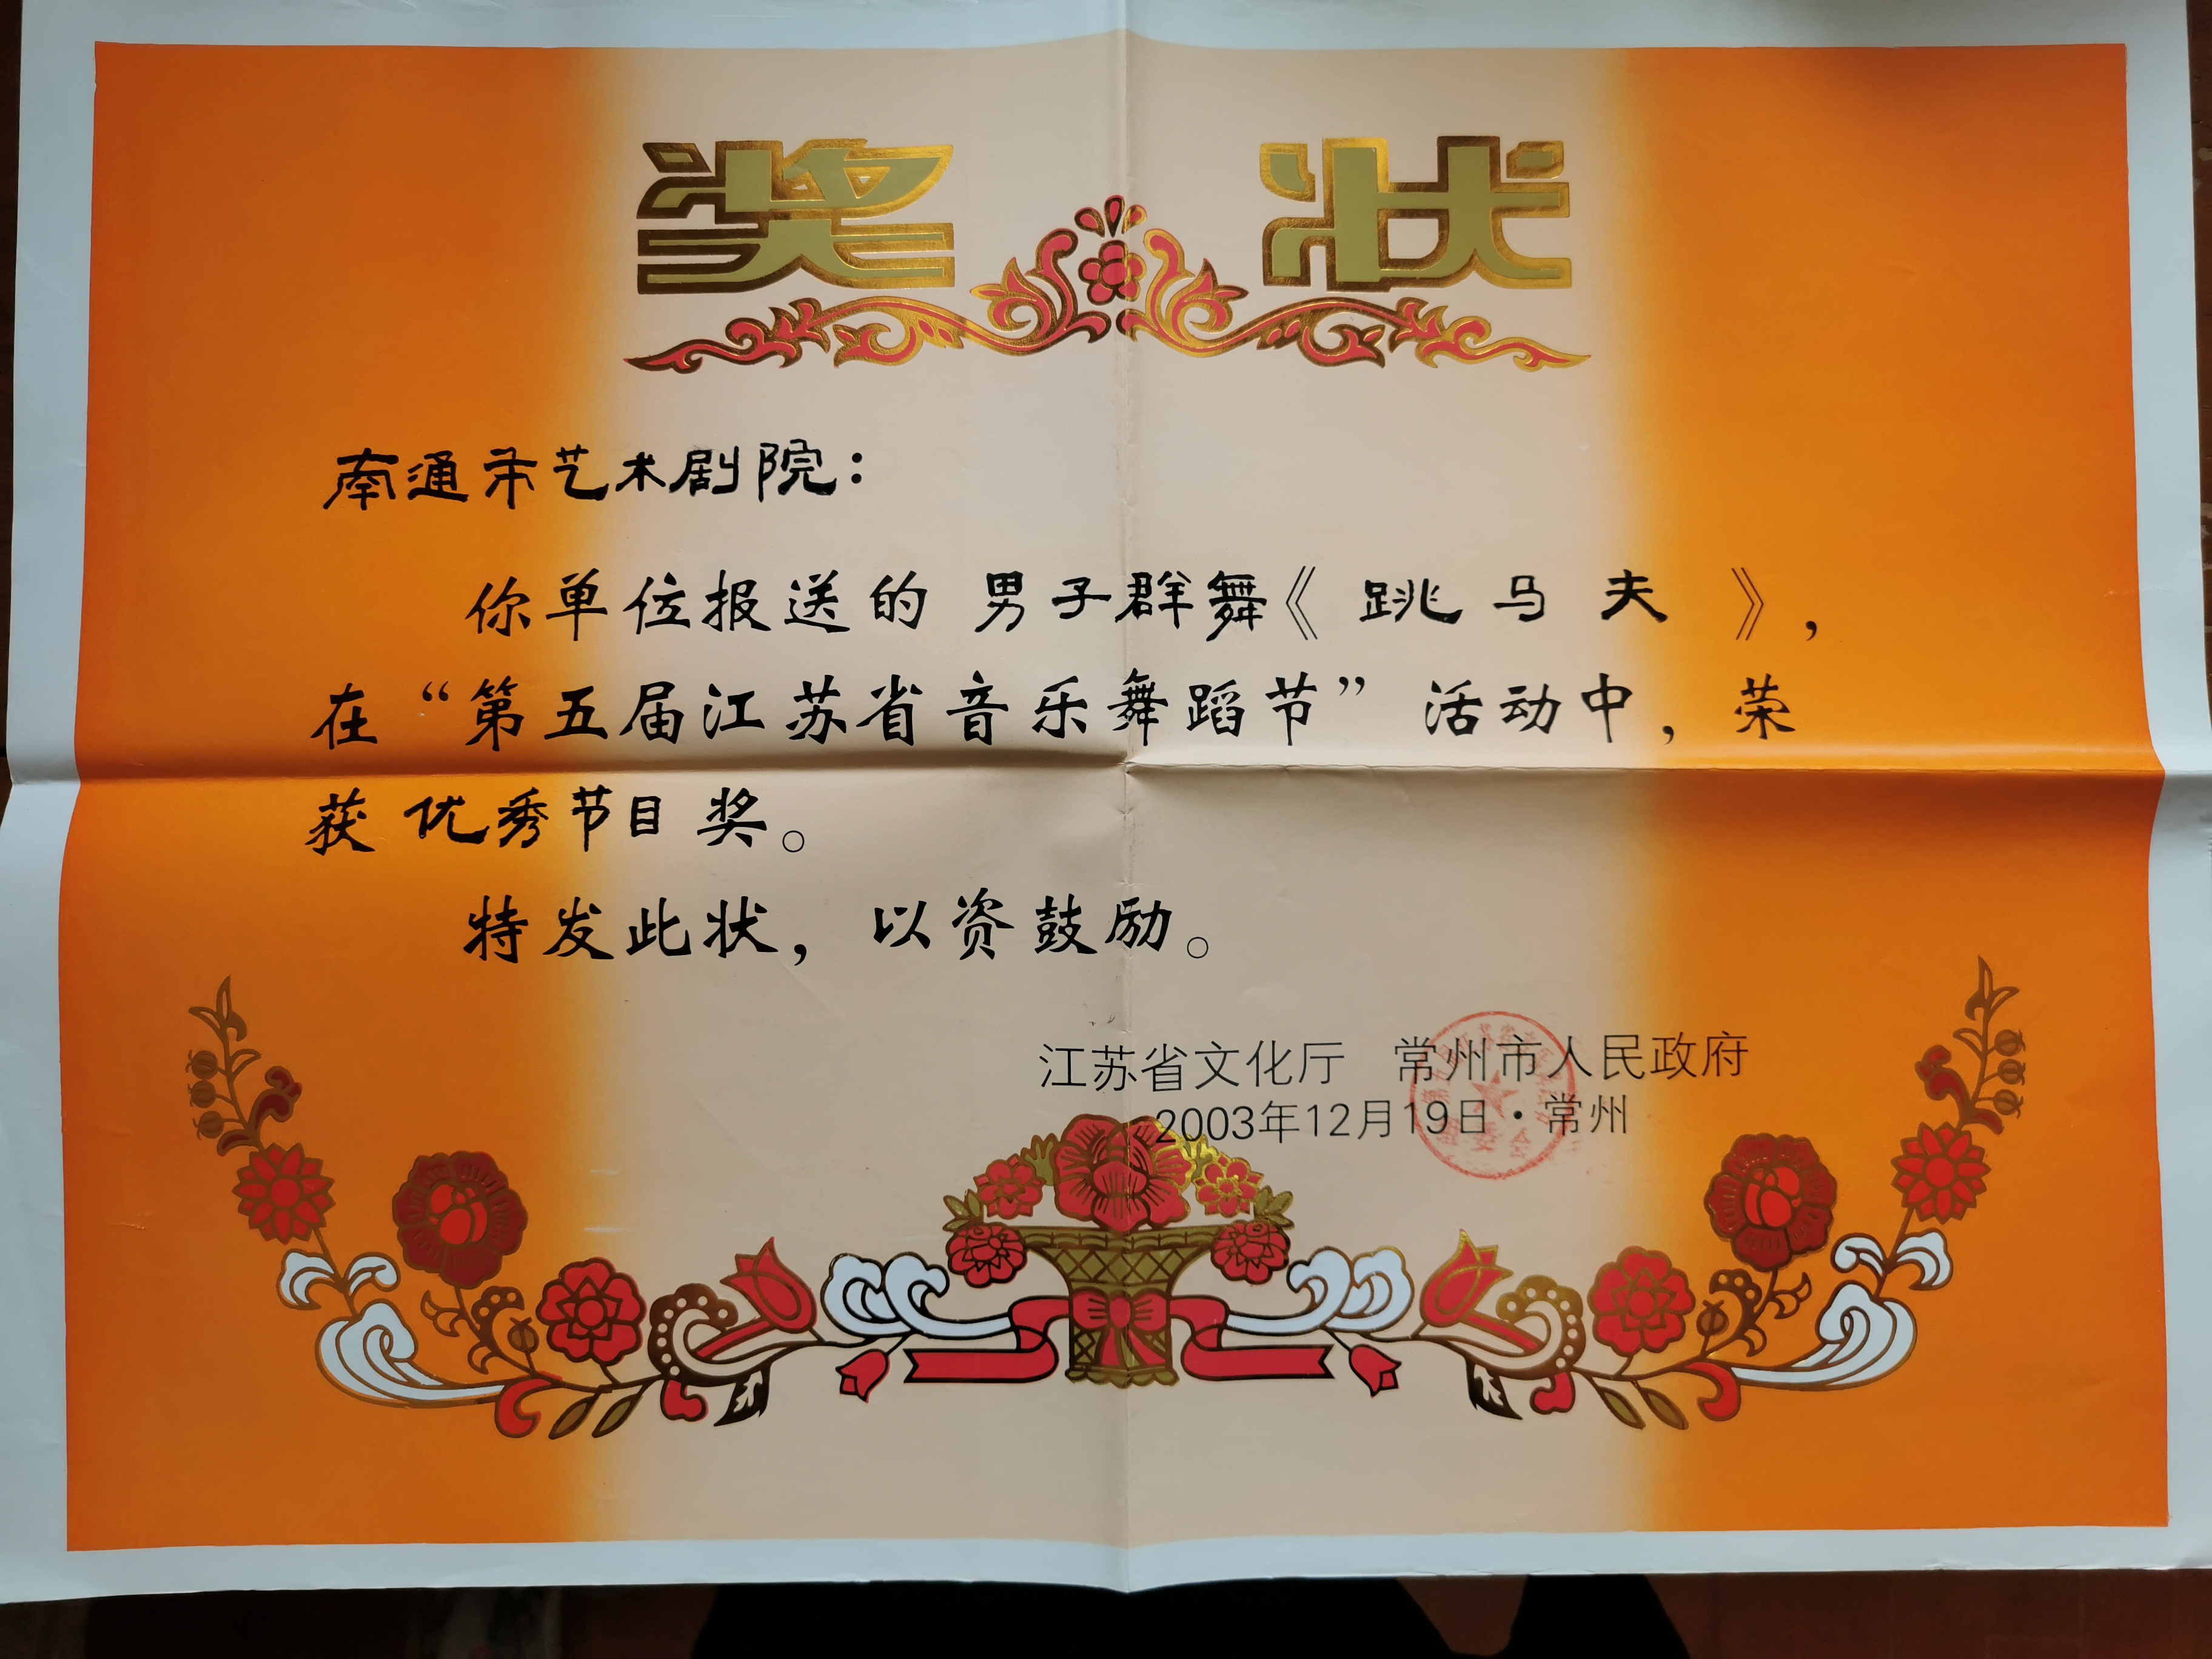 奖状
南通市艺术剧院：
你单位报送的 男子群舞《 跳马夫 》，
在“第五届江苏省音乐舞蹈节”活动中，荣
获 优秀节目 奖。
特发此状，以资鼓励。
江苏省文化厅 常州市人民政府
2003年12月19日·常州